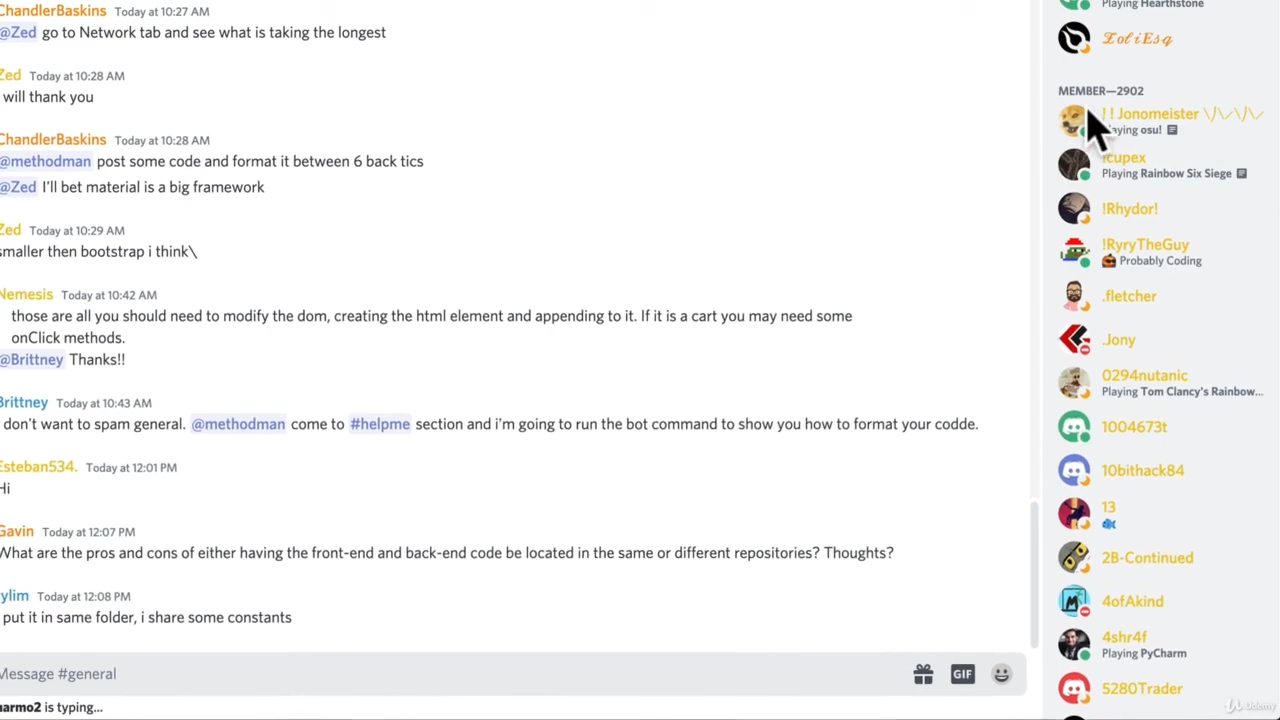 ChandlerBaskins Today at 10:27 AM
@Zed go to Network tab and see what is taking the longest
Zed Today at 10:28 AM
will thank you
ChandlerBaskins Today at 10:28 AM
@methodman post some code and format it between 6 back tics
@Zed I'll bet material is a big framework
Zed Today at 10:29 AM
smaller then bootstrap i think\
Nemesis Today at 10:42 AM
those are all you should need to modify the dom, creating the html element and appending to it. If it is a cart you may need some
onClick methods.
@Brittney Thanks!!
Brittney Today at 10:43 AM
don't want to spam general. @methodman come to #helpme section and i'm going to run the bot command to show you how to format your codde.
Esteban534. Today at 12:01 PM
Hi
Gavin Today at 12:07 PM
What are the pros and cons of either having the front-end and back-end code be located in the same or different repositories? Thoughts?
ylim Today at 12:08 PM
put it in same folder, i share some constants
Message #general
GIF
armo2 is typing...
Playing Hearthstone
ℒℴ𝓁𝒾ℰ𝓈𝓆
MEMBER—2902
! ! Jonomeister \/\/\/
aying osu!
!cupex
Playing Rainbow Six Siege
!Rhydor!
!RyryTheGuy
Probably Coding
.fletcher
.Jony
0294nutanic
Playing Tom Clancy's Rainbow...
1004673t
10bithack84
13
2B-Continued
4ofAkind
4shr4f
Playing PyCharm
5280Trader
Udemy